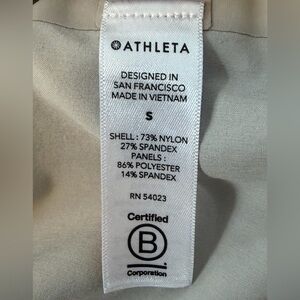 ATHLETA
DESIGNED IN
SAN FRANCISCO
MADE IN VIETNAM
S
SHELL : 73% NYLON
27% SPANDEX
PANELS :
86% POLYESTER
14% SPANDEX
RN 54023
Certified
B
Corporation